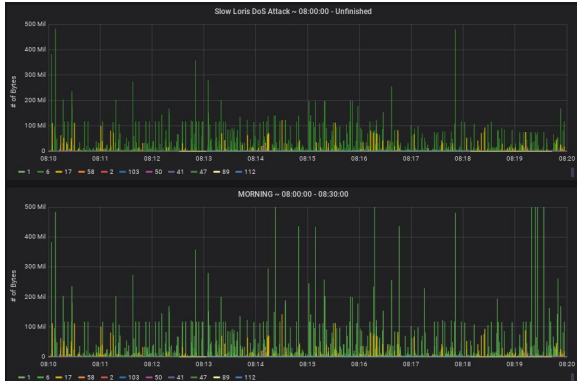 Slow Loris DoS Attack ~ 08:00:00 - Unfinished
500 Mil
400 Mil
300 Mil
200 Mil
100 Mil
0
# of Bytes
08:10 08:11 08:12 08:13 08:14 08:15 08:16 08:17 08:18 08:19 08:20
1 6 17 58 2 103 50 41 47 89 112
MORNING ~ 08:00:00 - 08:30:00
500 Mil
400 Mil
300 Mil
200 Mil
100 Mil
0
# of Bytes
08:10 08:11 08:12 08:13 08:14 08:15 08:16 08:17 08:18 08:19 08:20
1 6 17 58 2 103 50 41 47 89 112